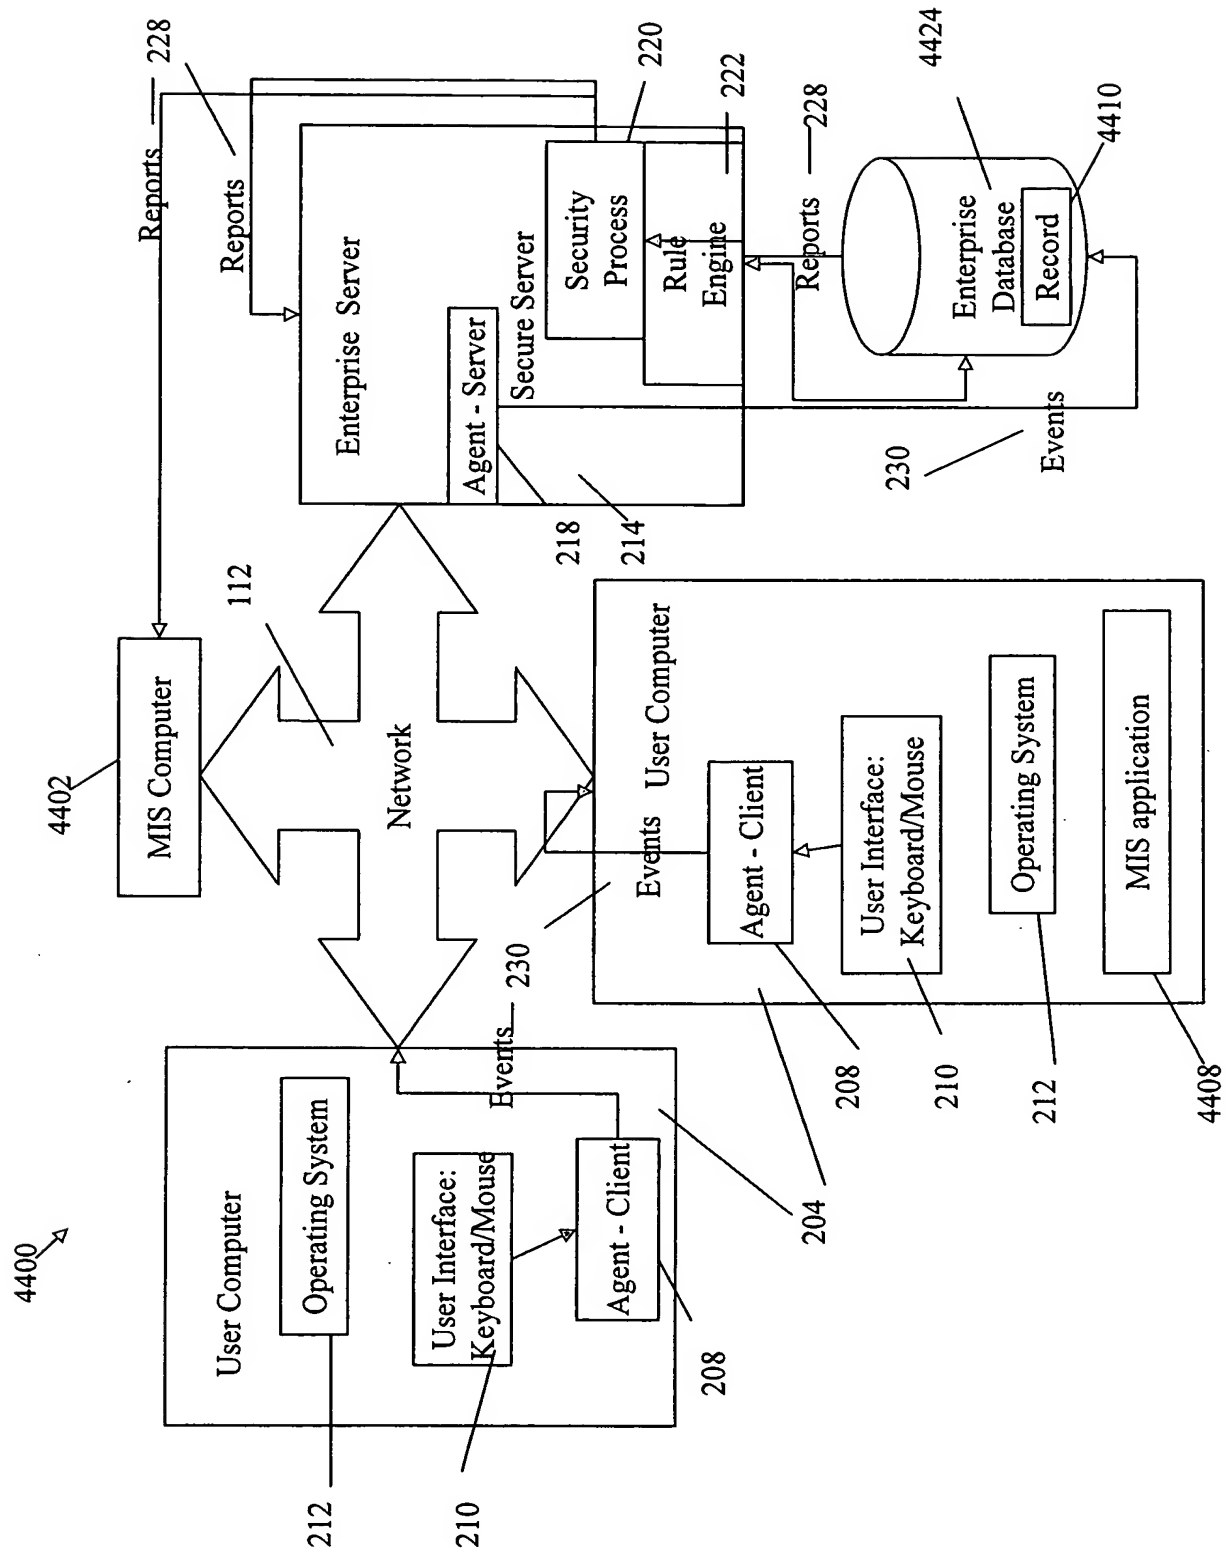 4400
4402
MIS Computer
Reports
228
Reports
112
Network
User Computer
Operating System
212
User Interface:
Keyboard/Mouse
210
Agent - Client
208
Events
230
204
Enterprise Server
Agent - Server
218
214
Secure Server
Security
Process
220
Rule
Engine
222
Reports
228
Enterprise
Database
4424
Record
4410
Events
230
User Computer
Events
230
Agent - Client
208
User Interface:
Keyboard/Mouse
210
Operating System
212
MIS application
4408